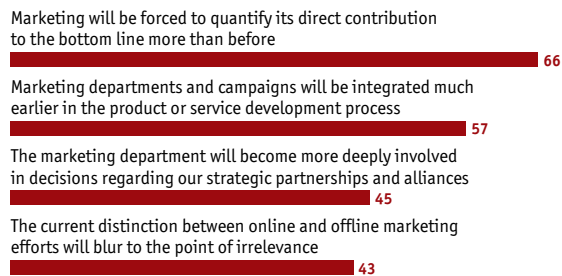 Marketing will be forced to quantify its direct contribution
to the bottom line more than before
66
Marketing departments and campaigns will be integrated much
earlier in the product or service development process
57
The marketing department will become more deeply involved
in decisions regarding our strategic partnerships and alliances
45
The current distinction between online and offline marketing
efforts will blur to the point of irrelevance
43